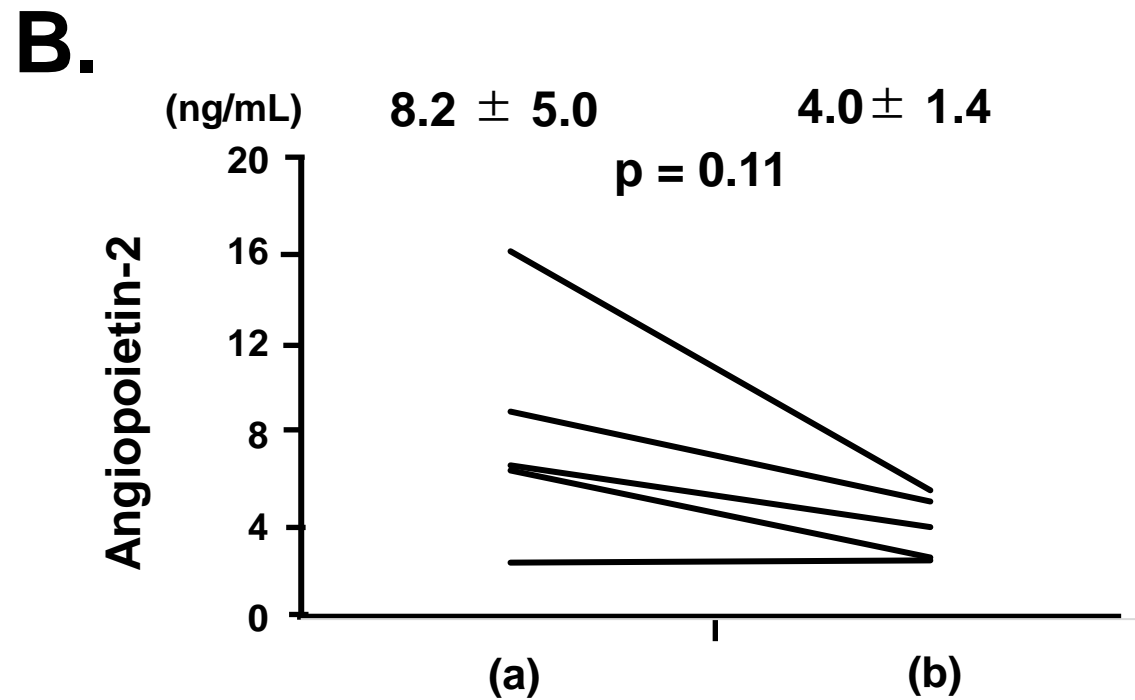 B.
(ng/mL) 8.2 ± 5.0 4.0 ± 1.4
p = 0.11
20
16
12
8
4
0
Angiopoietin-2
(a) (b)